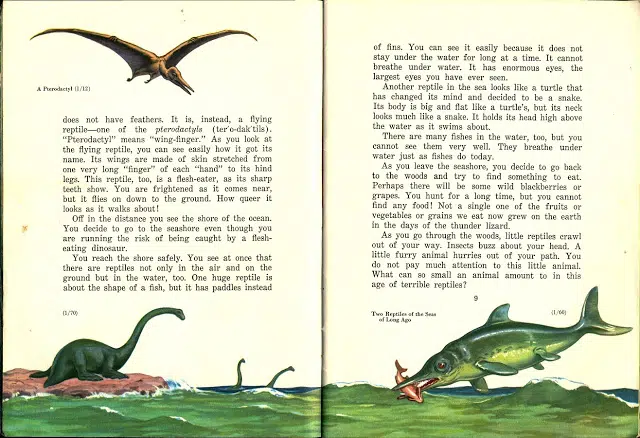 A Pterodactyl (1/12)
does not have feathers. It is, instead, a flying
reptile—one of the pterodactyls (tĕr′o-dăk′tĭls).
“Pterodactyl” means “wing-finger.” As you look at
the flying reptile, you can see easily how it got its
name. Its wings are made of skin stretched from
one very long “finger” of each “hand” to its hind
legs. This reptile, too, is a flesh-eater, as its sharp
teeth show. You are frightened as it comes near,
but it flies on down to the ground. How queer it
looks as it walks about!
Off in the distance you see the shore of the ocean.
You decide to go to the seashore even though you
are running the risk of being caught by a flesh-
eating dinosaur.
You reach the shore safely. You see at once that
there are reptiles not only in the air and on the
ground but in the water, too. One huge reptile is
about the shape of a fish, but it has paddles instead
(1/70)
of fins. You can see it easily because it does not
stay under the water for long at a time. It cannot
breathe under water. It has enormous eyes, the
largest eyes you have ever seen.
Another reptile in the sea looks like a turtle that
has changed its mind and decided to be a snake.
Its body is big and flat like a turtle's, but its neck
looks much like a snake. It holds its head high above
the water as it swims about.
There are many fishes in the water, too, but you
cannot see them very well. They breathe under
water just as fishes do today.
As you leave the seashore, you decide to go back
to the woods and try to find something to eat.
Perhaps there will be some wild blackberries or
grapes. You hunt for a long time, but you cannot
find any food! Not a single one of the fruits or
vegetables or grains we eat now grew on the earth
in the days of the thunder lizard.
As you go through the woods, little reptiles crawl
out of your way. Insects buzz about your head. A
little furry animal hurries out of your path. You
do not pay much attention to this little animal.
What can so small an animal amount to in this
age of terrible reptiles?
9
Two Reptiles of the Seas
of Long Ago
(1/60)